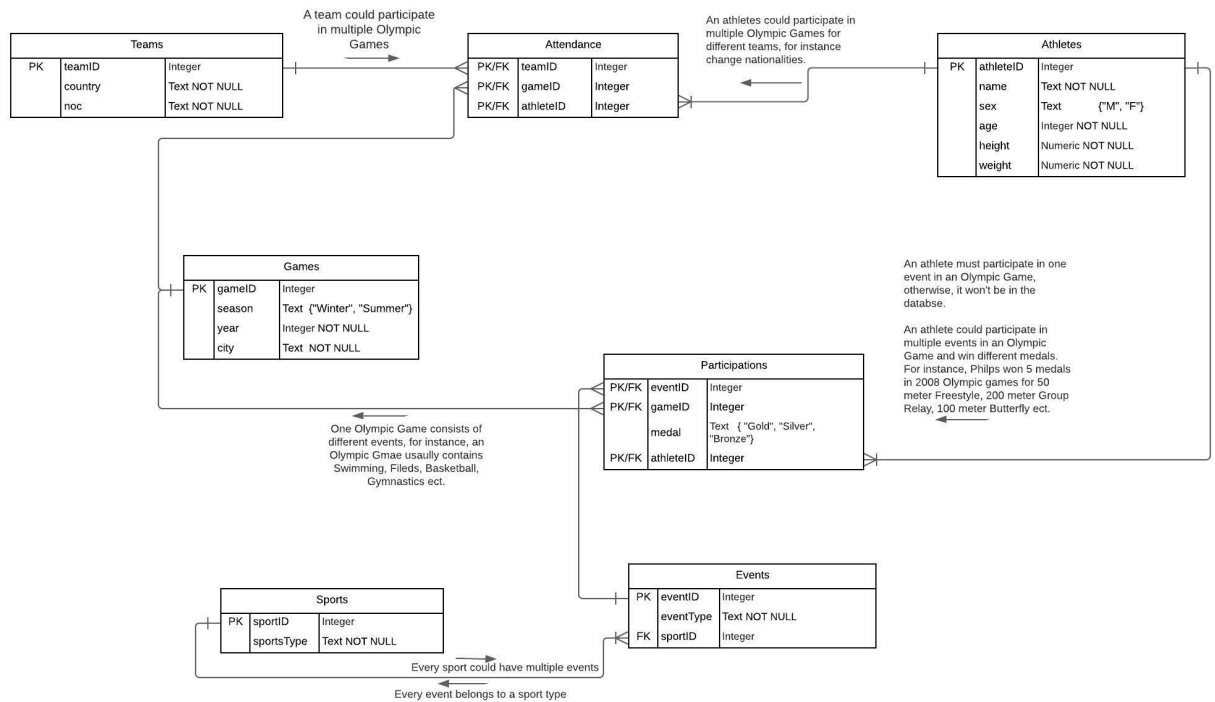 A team could participate
in multiple Olympic
Games
An athletes could participate in
multiple Olympic Games for
different teams, for instance
change nationalities.
Teams
PK teamID Integer
country Text NOT NULL
noc Text NOT NULL
Attendance
PK/FK teamID Integer
PK/FK gameID Integer
PK/FK athleteID Integer
Athletes
PK athleteID Integer
name Text NOT NULL
sex Text {"M", "F"}
age Integer NOT NULL
height Numeric NOT NULL
weight Numeric NOT NULL
Games
PK gameID Integer
season Text {"Winter", "Summer"}
year Integer NOT NULL
city Text NOT NULL
An athlete must participate in one
event in an Olympic Game,
otherwise, it won't be in the
databse.
An athlete could participate in
multiple events in an Olympic
Game and win different medals.
For instance, Philps won 5 medals
in 2008 Olympic games for 50
meter Freestyle, 200 meter Group
Relay, 100 meter Butterfly ect.
Participations
PK/FK eventID Integer
PK/FK gameID Integer
medal Text { "Gold", "Silver",
"Bronze"}
PK/FK athleteID Integer
One Olympic Game consists of
different events, for instance, an
Olympic Gmae usaully contains
Swimming, Fileds, Basketball,
Gymnastics ect.
Events
PK eventID Integer
eventType Text NOT NULL
FK sportID Integer
Sports
PK sportID Integer
sportsType Text NOT NULL
Every sport could have multiple events
Every event belongs to a sport type